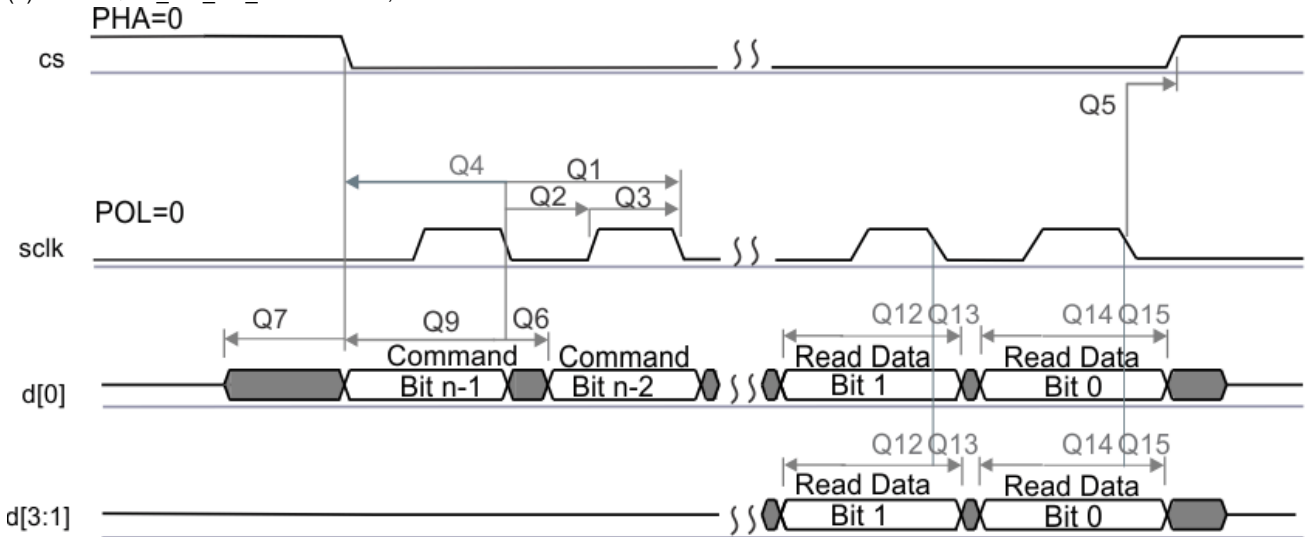 PHA=0
cs
Q5
Q4 Q1
Q2 Q3
POL=0
sclk
Q7 Q9 Q6 Q12 Q13 Q14 Q15
Command Command Read Data Read Data
d[0] Bit n-1 Bit n-2 Bit 1 Bit 0
Q12 Q13 Q14 Q15
Read Data Read Data
d[3:1] Bit 1 Bit 0